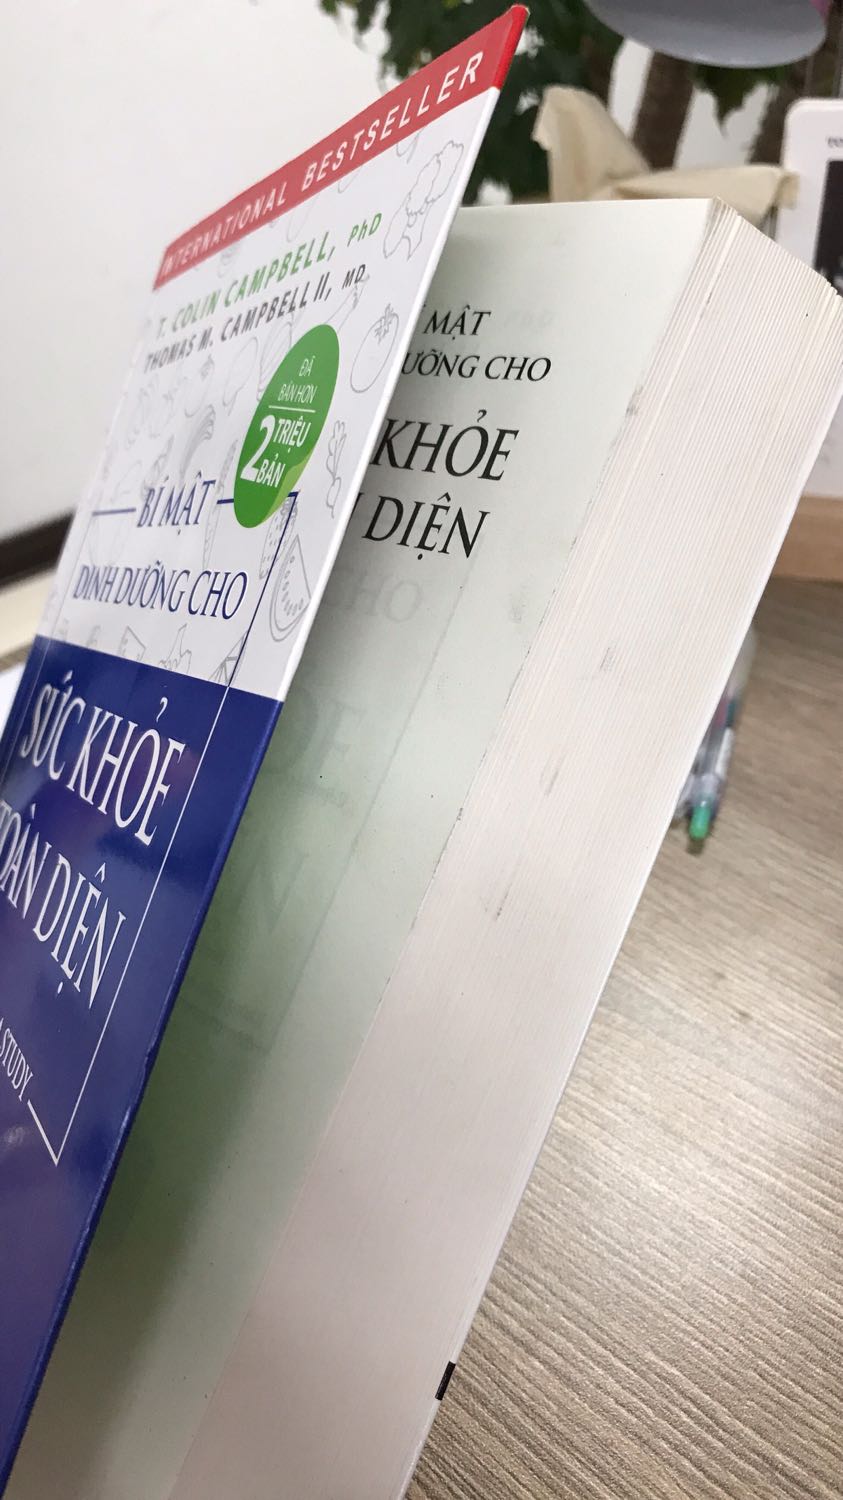 INTERNATIONAL BESTSELLER
T. COLIN CAMPBELL, PhD
THOMAS M. CAMPBELL II, MD
ĐÃ
BÁN HƠN
2 TRIỆU
BẢN
BÍ MẬT
DINH DƯỠNG CHO
SỨC KHỎE
TOÀN DIỆN
STUDY
MẬT
ƯỠNG CHO
KHỎE
DIỆN